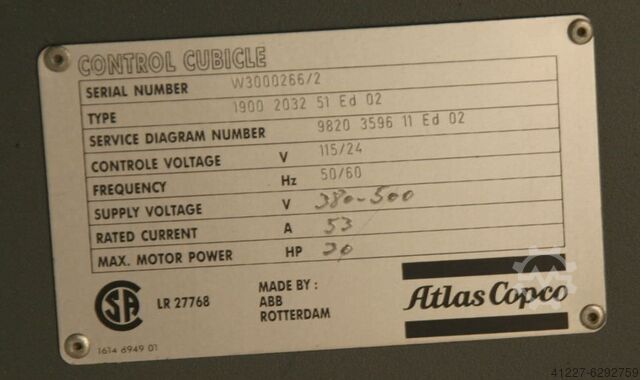 CONTROL CUBICLE
SERIAL NUMBER W3000266/2
TYPE 1900 2032 51 Ed 02
SERVICE DIAGRAM NUMBER 9820 3596 11 Ed 02
CONTROLE VOLTAGE V 115/24
FREQUENCY Hz 50/60
SUPPLY VOLTAGE V 380-500
RATED CURRENT A 53
MAX. MOTOR POWER HP 20
SA LR 27768
MADE BY :
ABB
ROTTERDAM
Atlas Copco
1614 8949 01
41227-6292759